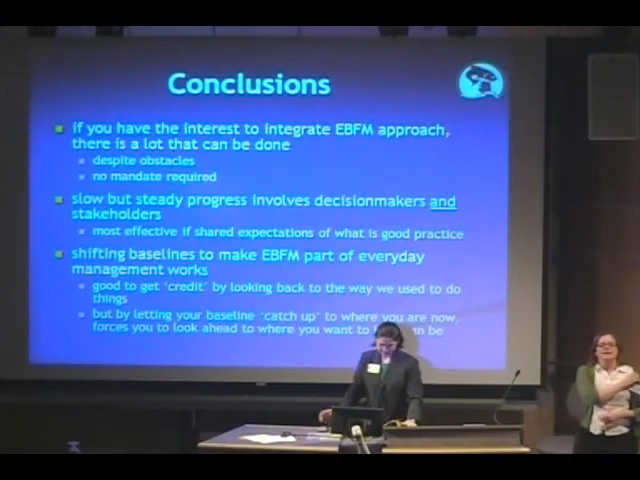 Conclusions
if you have the interest to integrate EBFM approach,
there is a lot that can be done
despite obstacles
no mandate required
slow but steady progress involves decisionmakers and
stakeholders
most effective if shared expectations of what is good practice
shifting baselines to make EBFM part of everyday
management works
good to get 'credit' by looking back to the way we used to do
things
but by letting your baseline 'catch up' to where you are now,
forces you to look ahead to where you want to be